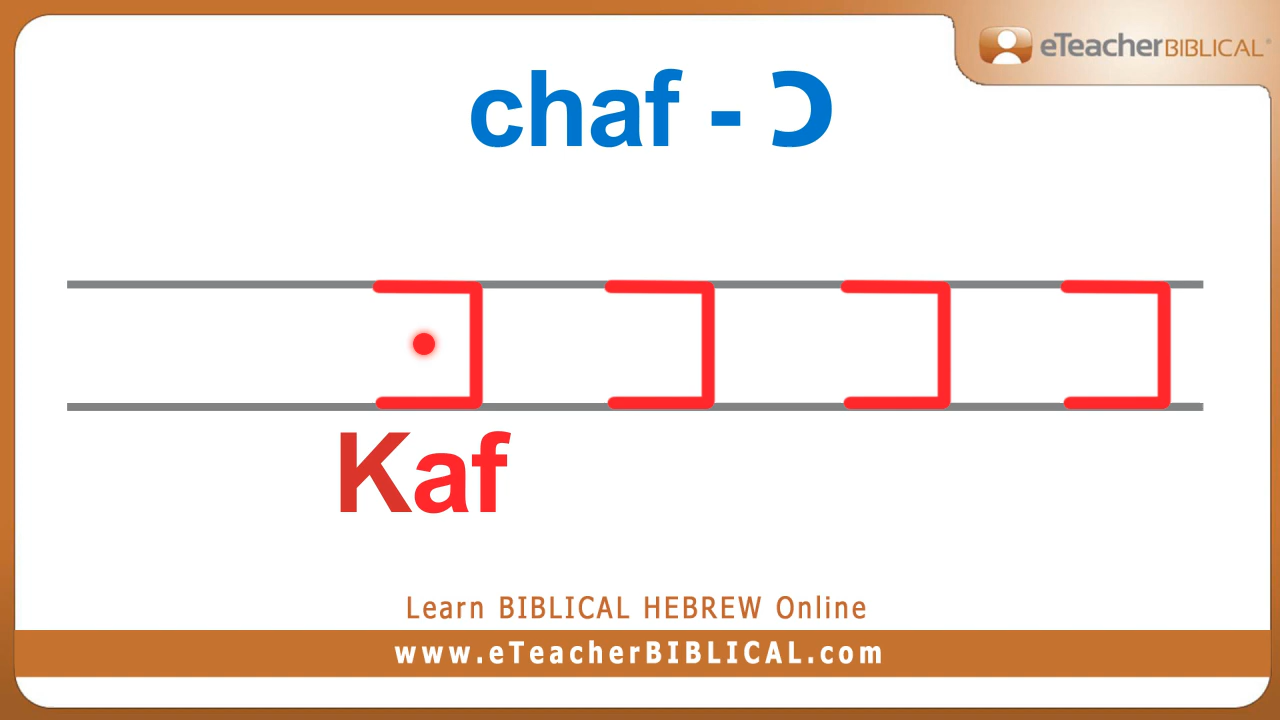 eTeacherBIBLICAL®
chaf - כ
כּ כ כ כ
Kaf
Learn BIBLICAL HEBREW Online
www.eTeacherBIBLICAL.com